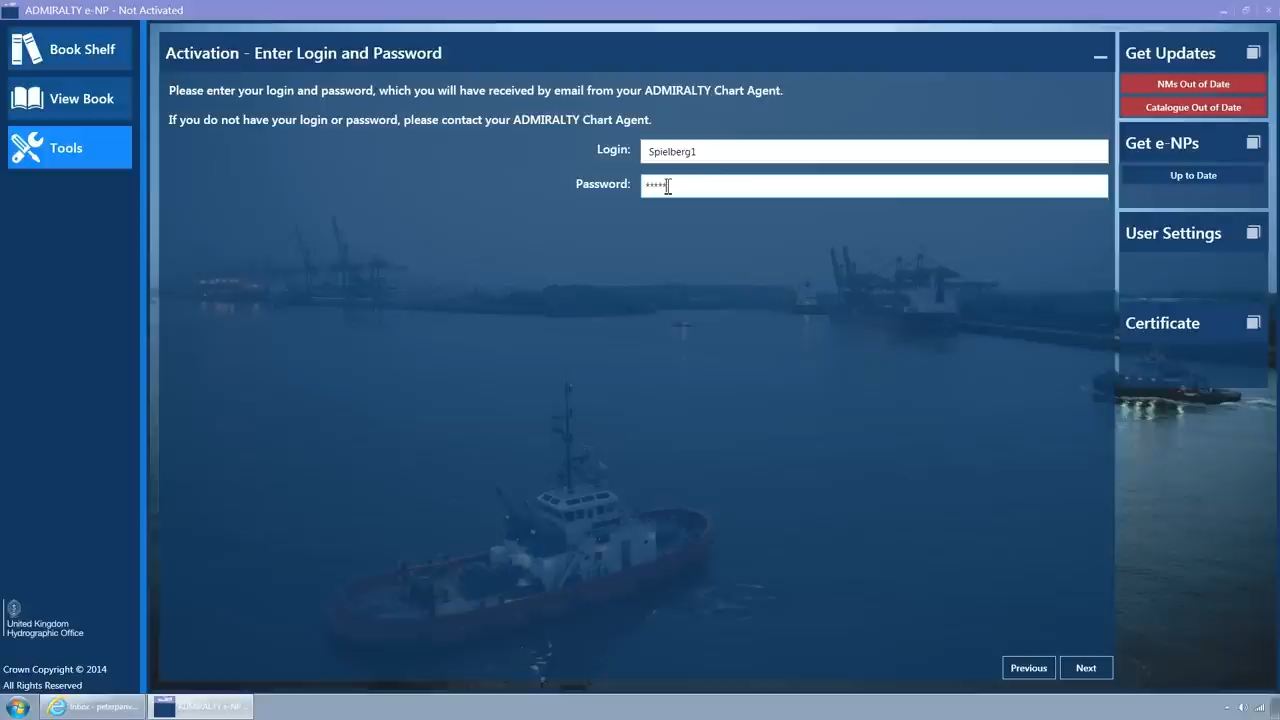 ADMIRALTY e-NP - Not Activated
Book Shelf
View Book
Tools
Activation - Enter Login and Password
Please enter your login and password, which you will have received by email from your ADMIRALTY Chart Agent.
If you do not have your login or password, please contact your ADMIRALTY Chart Agent.
Login: Spielberg1
Password: *****
Previous
Next
Get Updates
NMs Out of Date
Catalogue Out of Date
Get e-NPs
Up to Date
User Settings
Certificate
United Kingdom
Hydrographic Office
Crown Copyright © 2014
All Rights Reserved
Inbox - peterpanv...
ADMIRALTY e-NP...